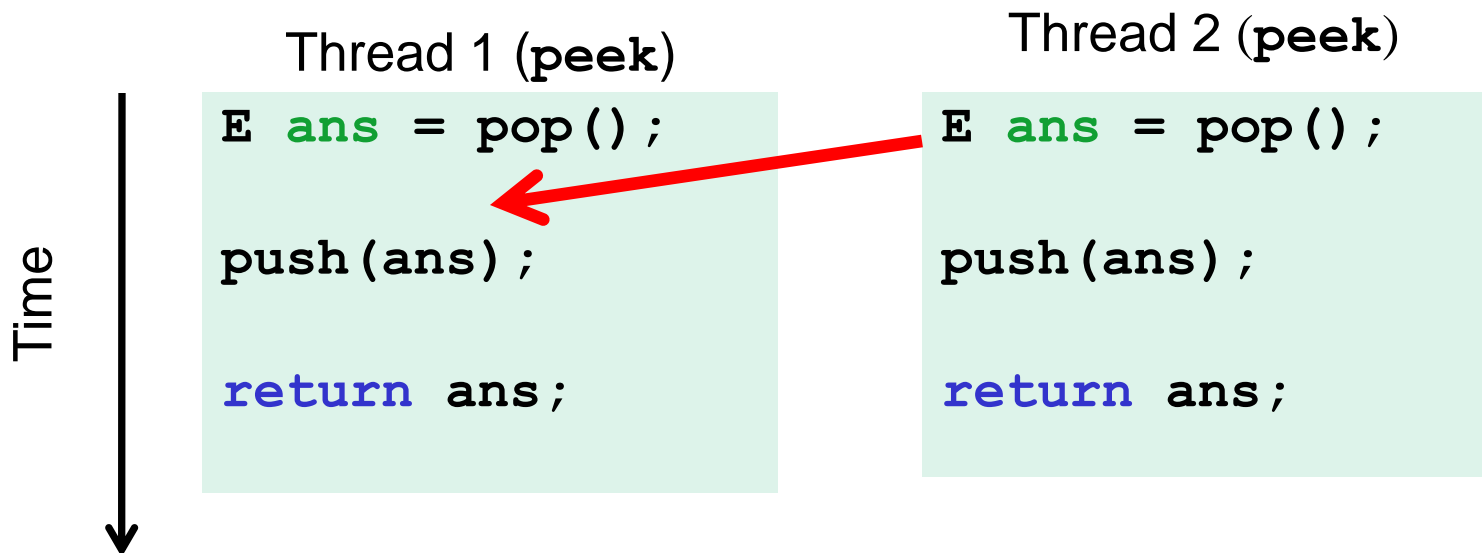 Time
Thread 1 (peek)
E ans = pop();
push(ans);
return ans;
Thread 2 (peek)
E ans = pop();
push(ans);
return ans;